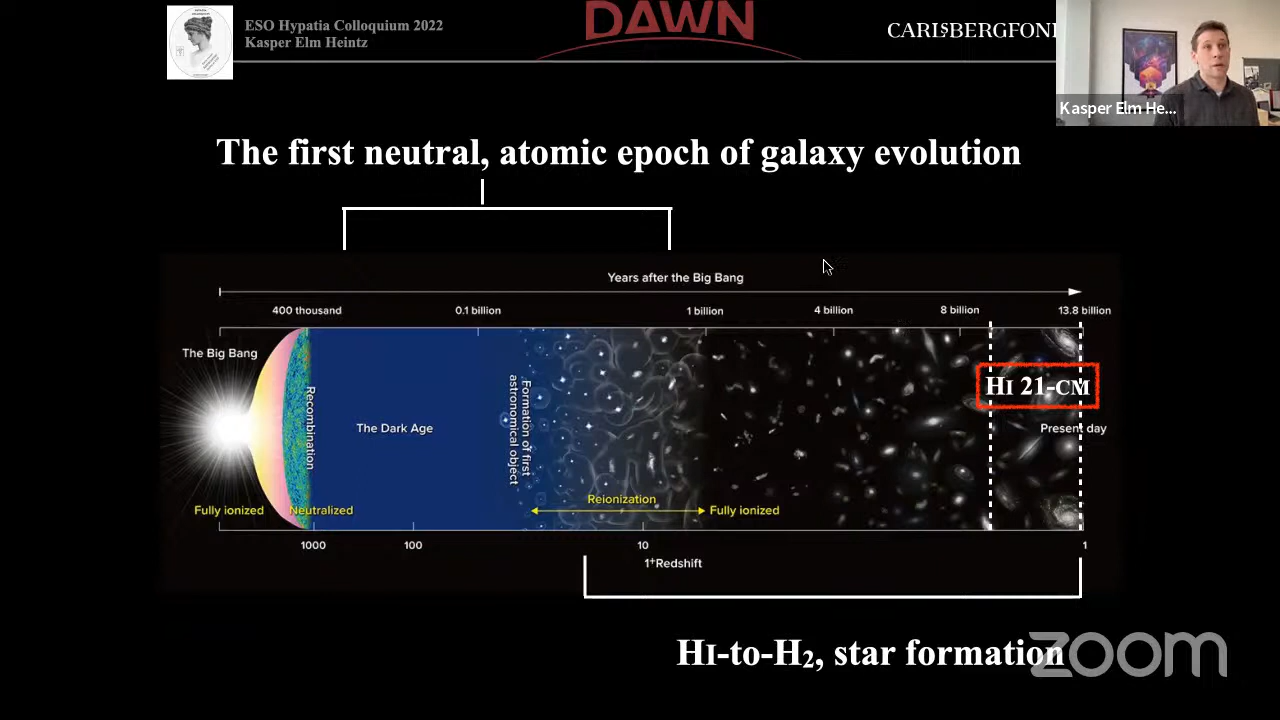 ESO Hypatia Colloquium 2022
Kasper Elm Heintz
DAWN
CARLSBERGFON
Kasper Elm He...
The first neutral, atomic epoch of galaxy evolution
Years after the Big Bang
400 thousand
0.1 billion
1 billion
4 billion
8 billion
13.8 billion
The Big Bang
Recombination
The Dark Age
Formation of first
astronomical object
HI 21-CM
Present day
Fully ionized
Neutralized
Reionization
Fully ionized
1000
100
10
1
1+Redshift
HI-to-H₂, star formation
zoom